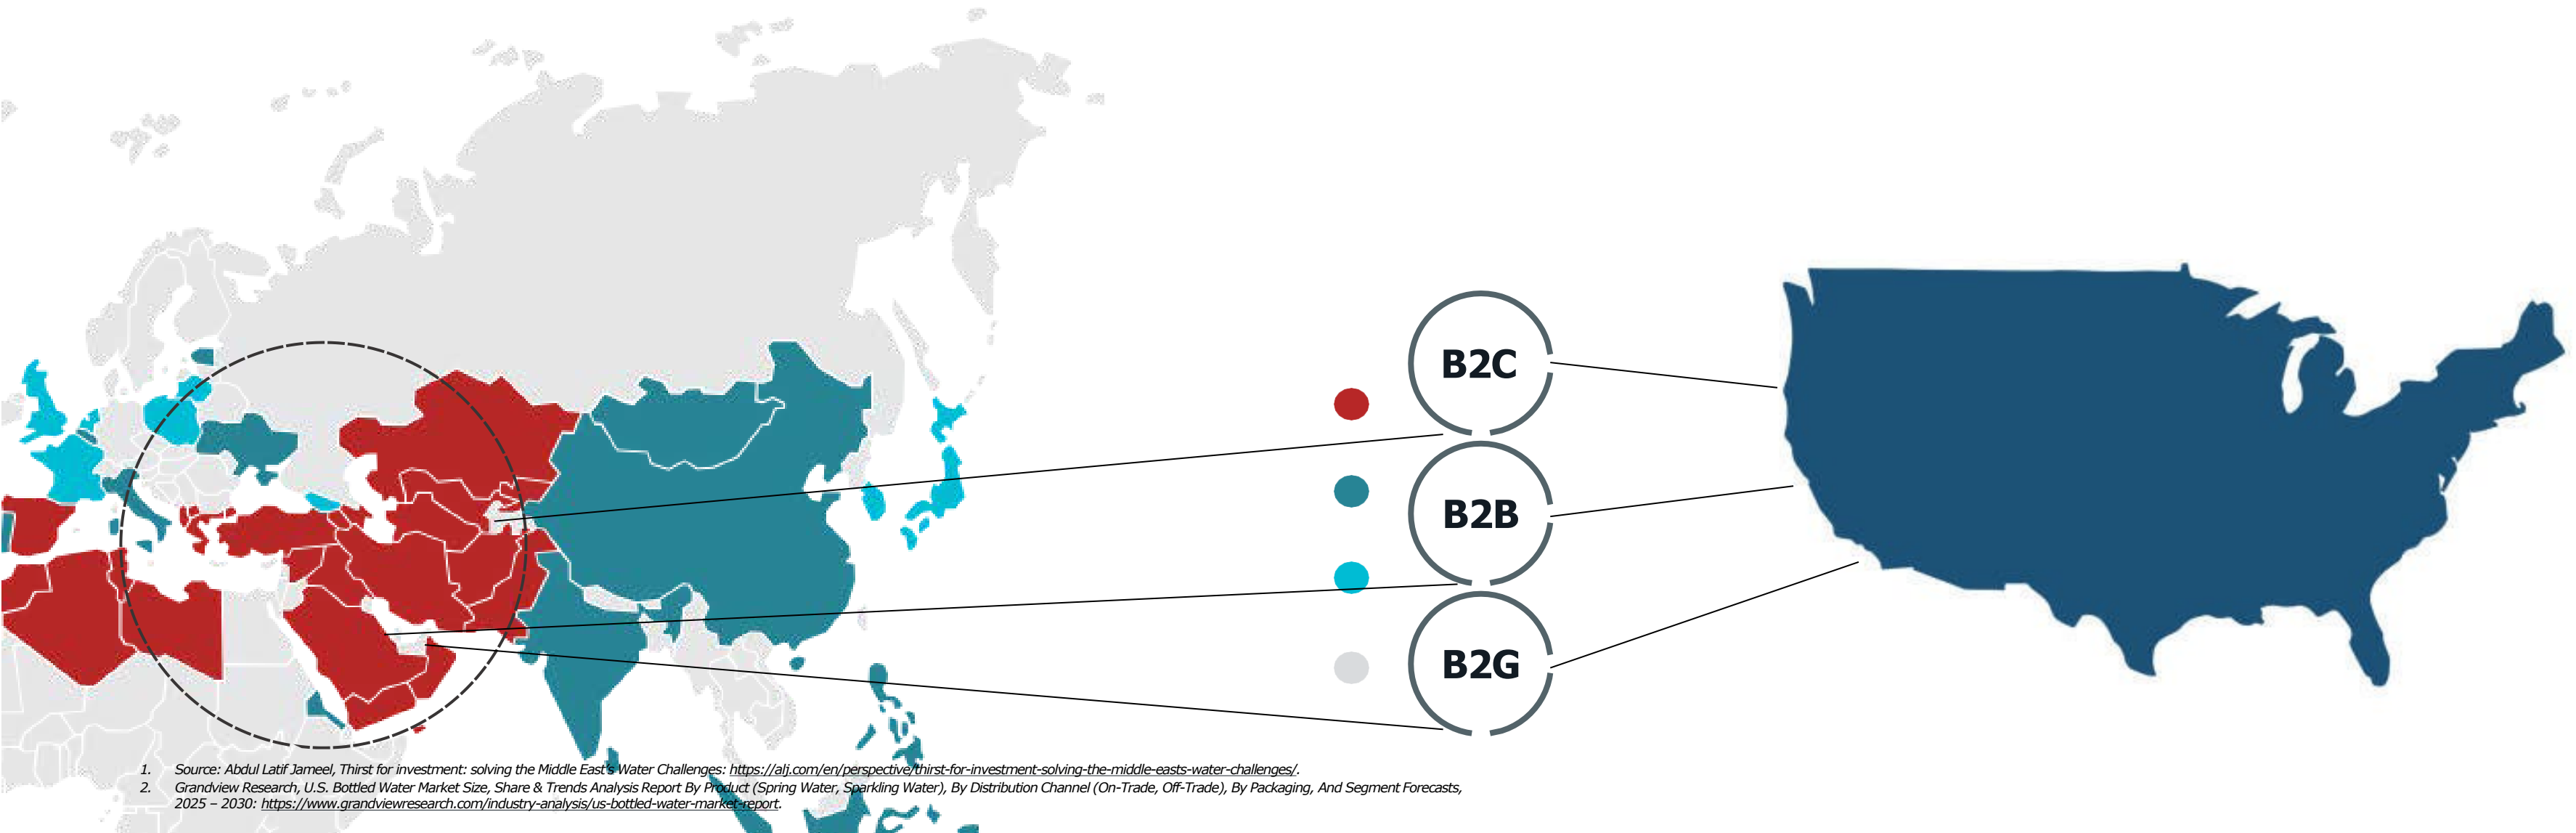 B2C
B2B
B2G
1. Source: Abdul Latif Jameel, Thirst for investment: solving the Middle East's Water Challenges: https://alj.com/en/perspective/thirst-for-investment-solving-the-middle-easts-water-challenges/.
2. Grandview Research, U.S. Bottled Water Market Size, Share & Trends Analysis Report By Product (Spring Water, Sparkling Water), By Distribution Channel (On-Trade, Off-Trade), By Packaging, And Segment Forecasts,
2025 – 2030: https://www.grandviewresearch.com/industry-analysis/us-bottled-water-market-report.